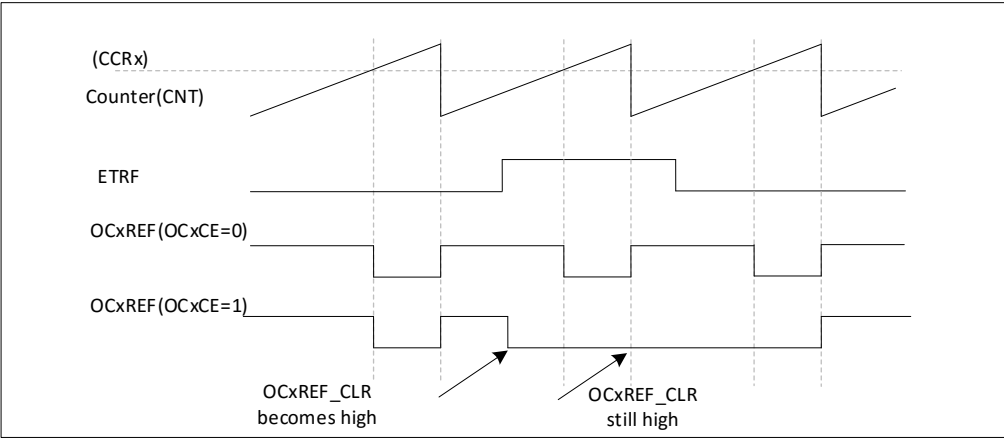 (CCRx)
Counter(CNT)
ETRF
OCxREF(OCxCE=0)
OCxREF(OCxCE=1)
OCxREF_CLR
becomes high
OCxREF_CLR
still high